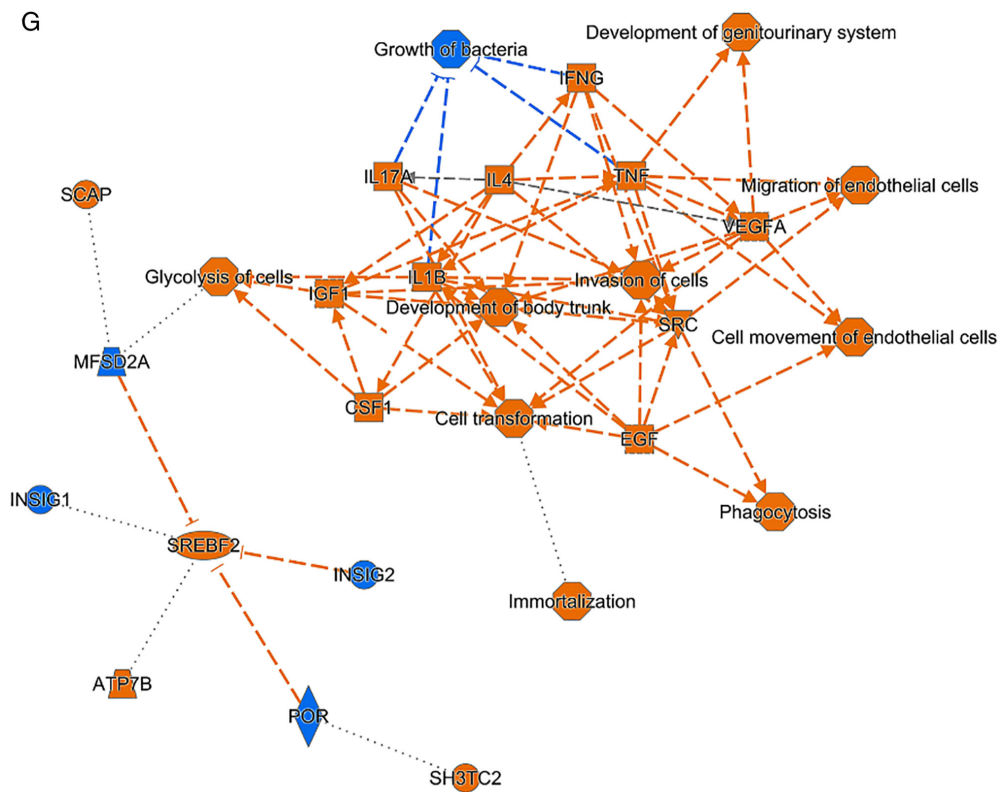 G
Development of genitourinary system
Growth of bacteria
IFNG
IL17A
IL4
TNF
Migration of endothelial cells
SCAP
VEGFA
Glycolysis of cells
IL1B
Invasion of cells
IGF1
Development of body trunk
SRC
Cell movement of endothelial cells
MFSD2A
CSF1
Cell transformation
EGF
INSIG1
Phagocytosis
SREBF2
INSIG2
Immortalization
ATP7B
POR
SH3TC2